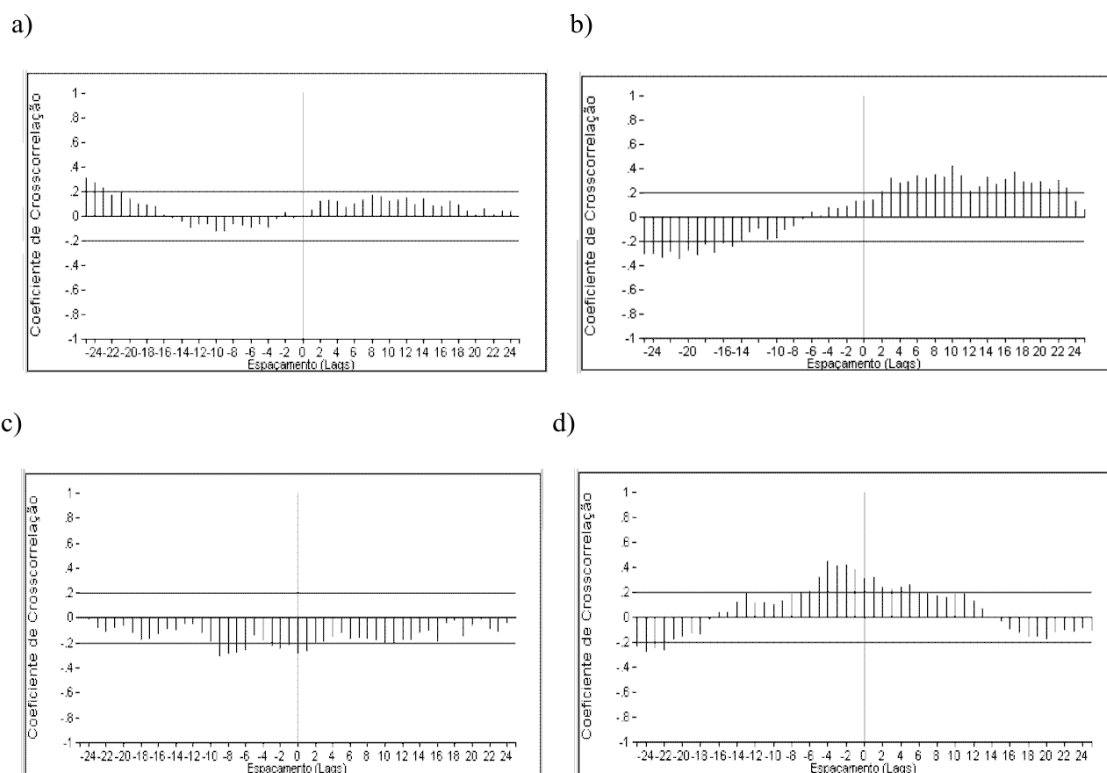 a)
b)
Coeficiente de Crosscorrelação
1
.8
.6
.4
.2
0
-.2
-.4
-.6
-.8
-1
-24-22-20-18-16-14-12-10-8 -6 -4 -2 0 2 4 6 8 10 12 14 16 18 20 22 24
Espaçamento (Lags)
Coeficiente de Crosscorrelação
1
.8
.6
.4
.2
0
-.2
-.4
-.6
-.8
-1
-24 -20 -16-14 -10-8 -6 -4 -2 0 2 4 6 8 10 12 14 16 18 20 22 24
Espaçamento (Lags)
c)
d)
Coeficiente de Crosscorrelação
1
.8
.6
.4
.2
0
-.2
-.4
-.6
-.8
-1
-24-22-20-18-16-14-12-10-8 -6 -4 -2 0 2 4 6 8 10 12 14 16 18 20 22 24
Espaçamento (Lags)
Coeficiente de Crosscorrelação
1
.8
.6
.4
.2
0
-.2
-.4
-.6
-.8
-1
-24-22-20-18-16-14-12-10-8 -6 -4 -2 0 2 4 6 8 10 12 14 16 18 20 22 24
Espaçamento (Lags)